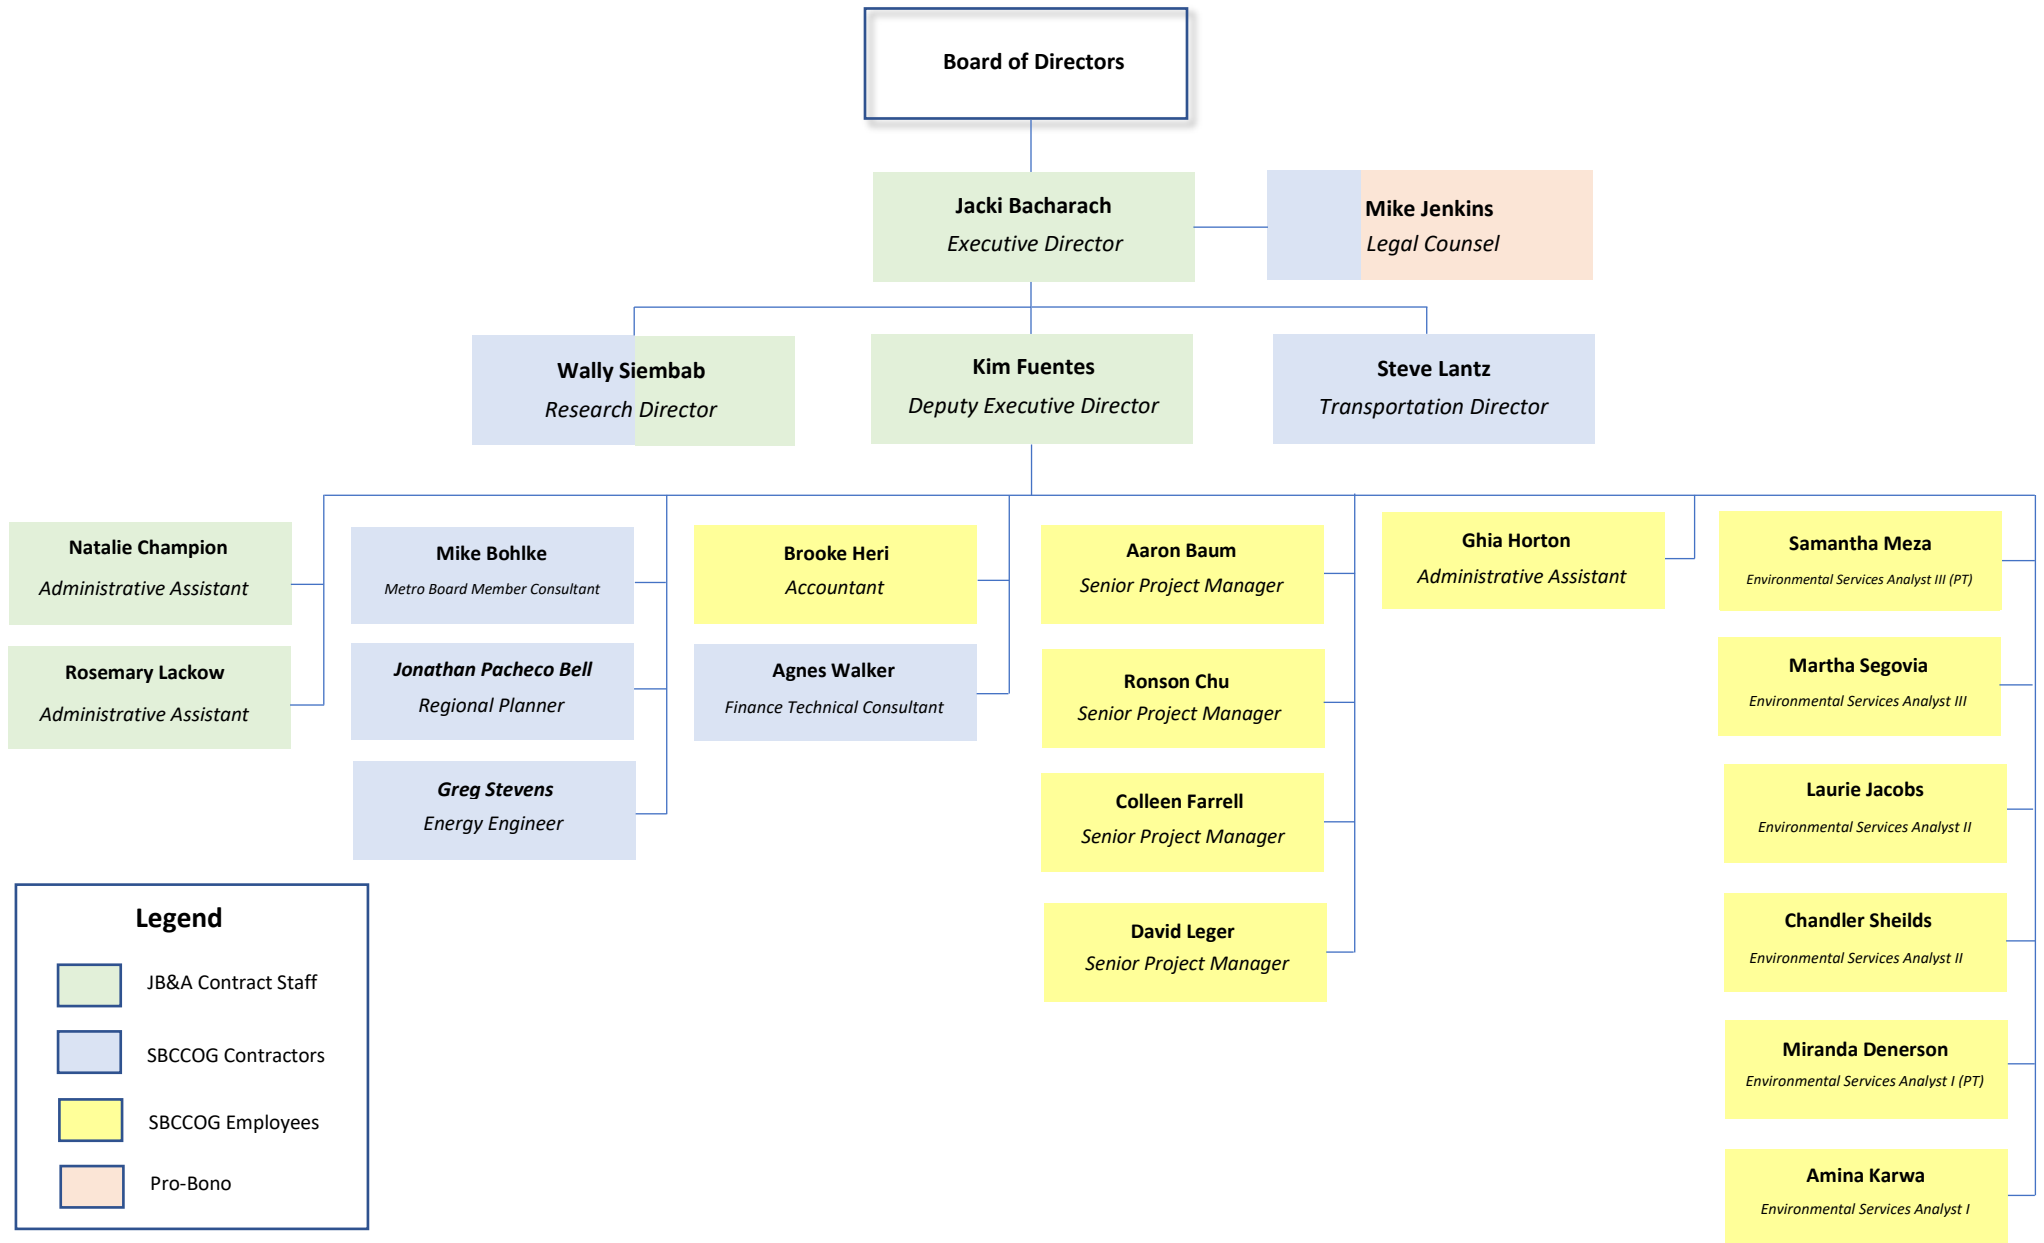 Board of Directors
Jacki Bacharach
Executive Director
Mike Jenkins
Legal Counsel
Wally Siembab
Research Director
Kim Fuentes
Deputy Executive Director
Steve Lantz
Transportation Director
Natalie Champion
Administrative Assistant
Rosemary Lackow
Administrative Assistant
Mike Bohlke
Metro Board Member Consultant
Jonathan Pacheco Bell
Regional Planner
Greg Stevens
Energy Engineer
Brooke Heri
Accountant
Agnes Walker
Finance Technical Consultant
Aaron Baum
Senior Project Manager
Ronson Chu
Senior Project Manager
Colleen Farrell
Senior Project Manager
David Leger
Senior Project Manager
Ghia Horton
Administrative Assistant
Samantha Meza
Environmental Services Analyst III (PT)
Martha Segovia
Environmental Services Analyst III
Laurie Jacobs
Environmental Services Analyst II
Chandler Sheilds
Environmental Services Analyst II
Miranda Denerson
Environmental Services Analyst I (PT)
Amina Karwa
Environmental Services Analyst I
Legend
JB&A Contract Staff
SBCCOG Contractors
SBCCOG Employees
Pro-Bono